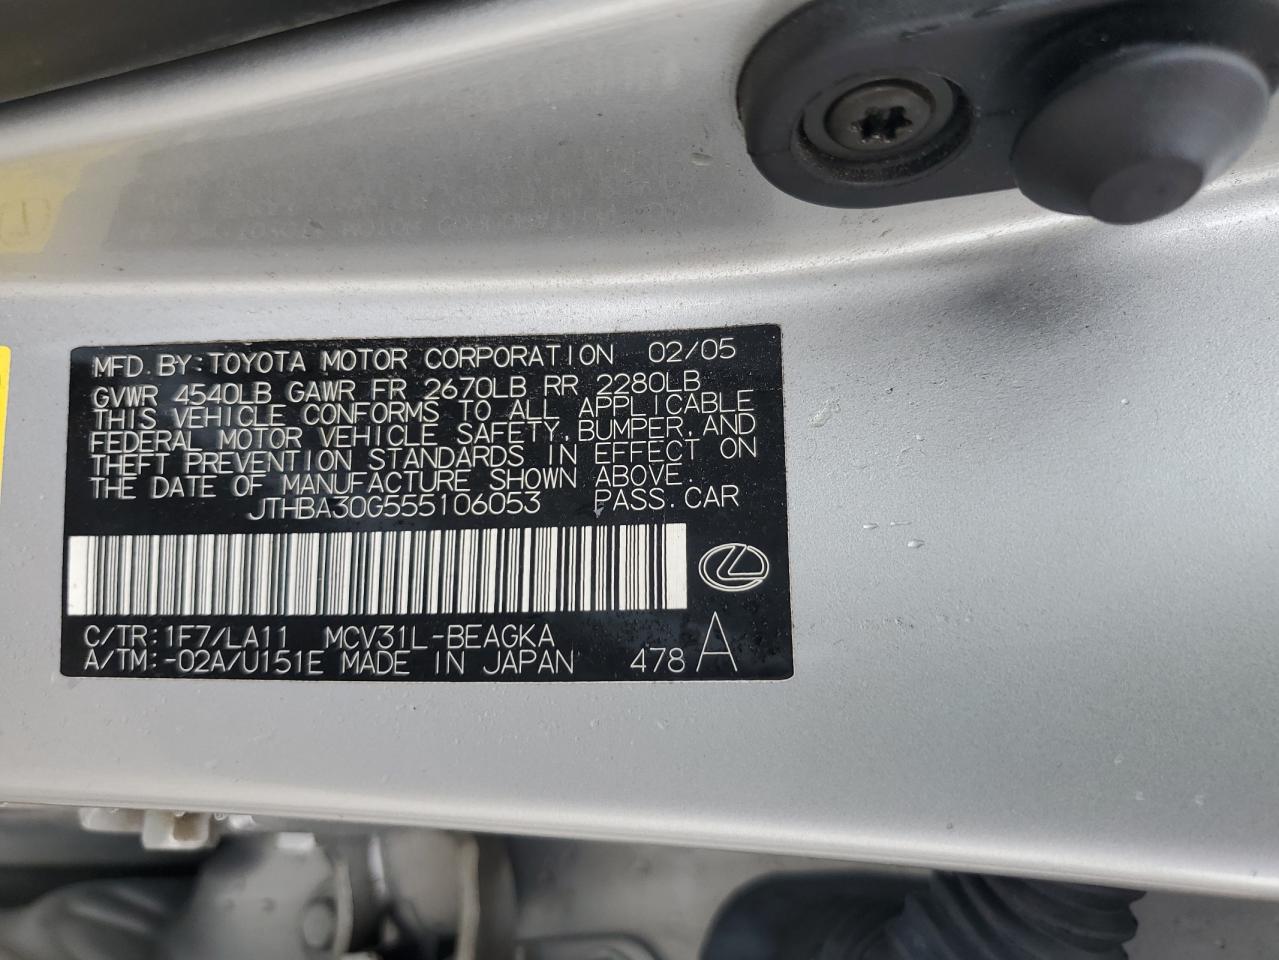 MFD. BY: TOYOTA MOTOR CORPORATION 02/05
GVWR 4540LB GAWR FR 2670LB RR 2280LB
THIS VEHICLE CONFORMS TO ALL APPLICABLE
FEDERAL MOTOR VEHICLE SAFETY, BUMPER, AND
THEFT PREVENTION STANDARDS IN EFFECT ON
THE DATE OF MANUFACTURE SHOWN ABOVE.
JTHBA30G555106053 PASS. CAR
C/TR: 1F7/LA11 MCV31L-BEAGKA
A/TM: -02A/U151E MADE IN JAPAN 478 A